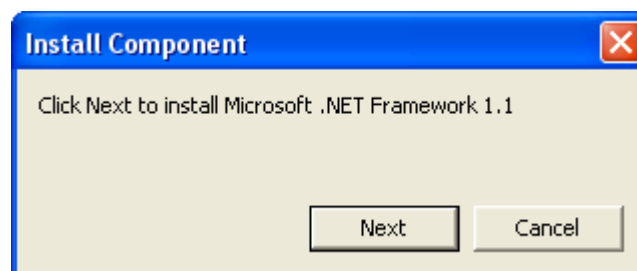 Install Component
Click Next to install Microsoft .NET Framework 1.1
Next
Cancel